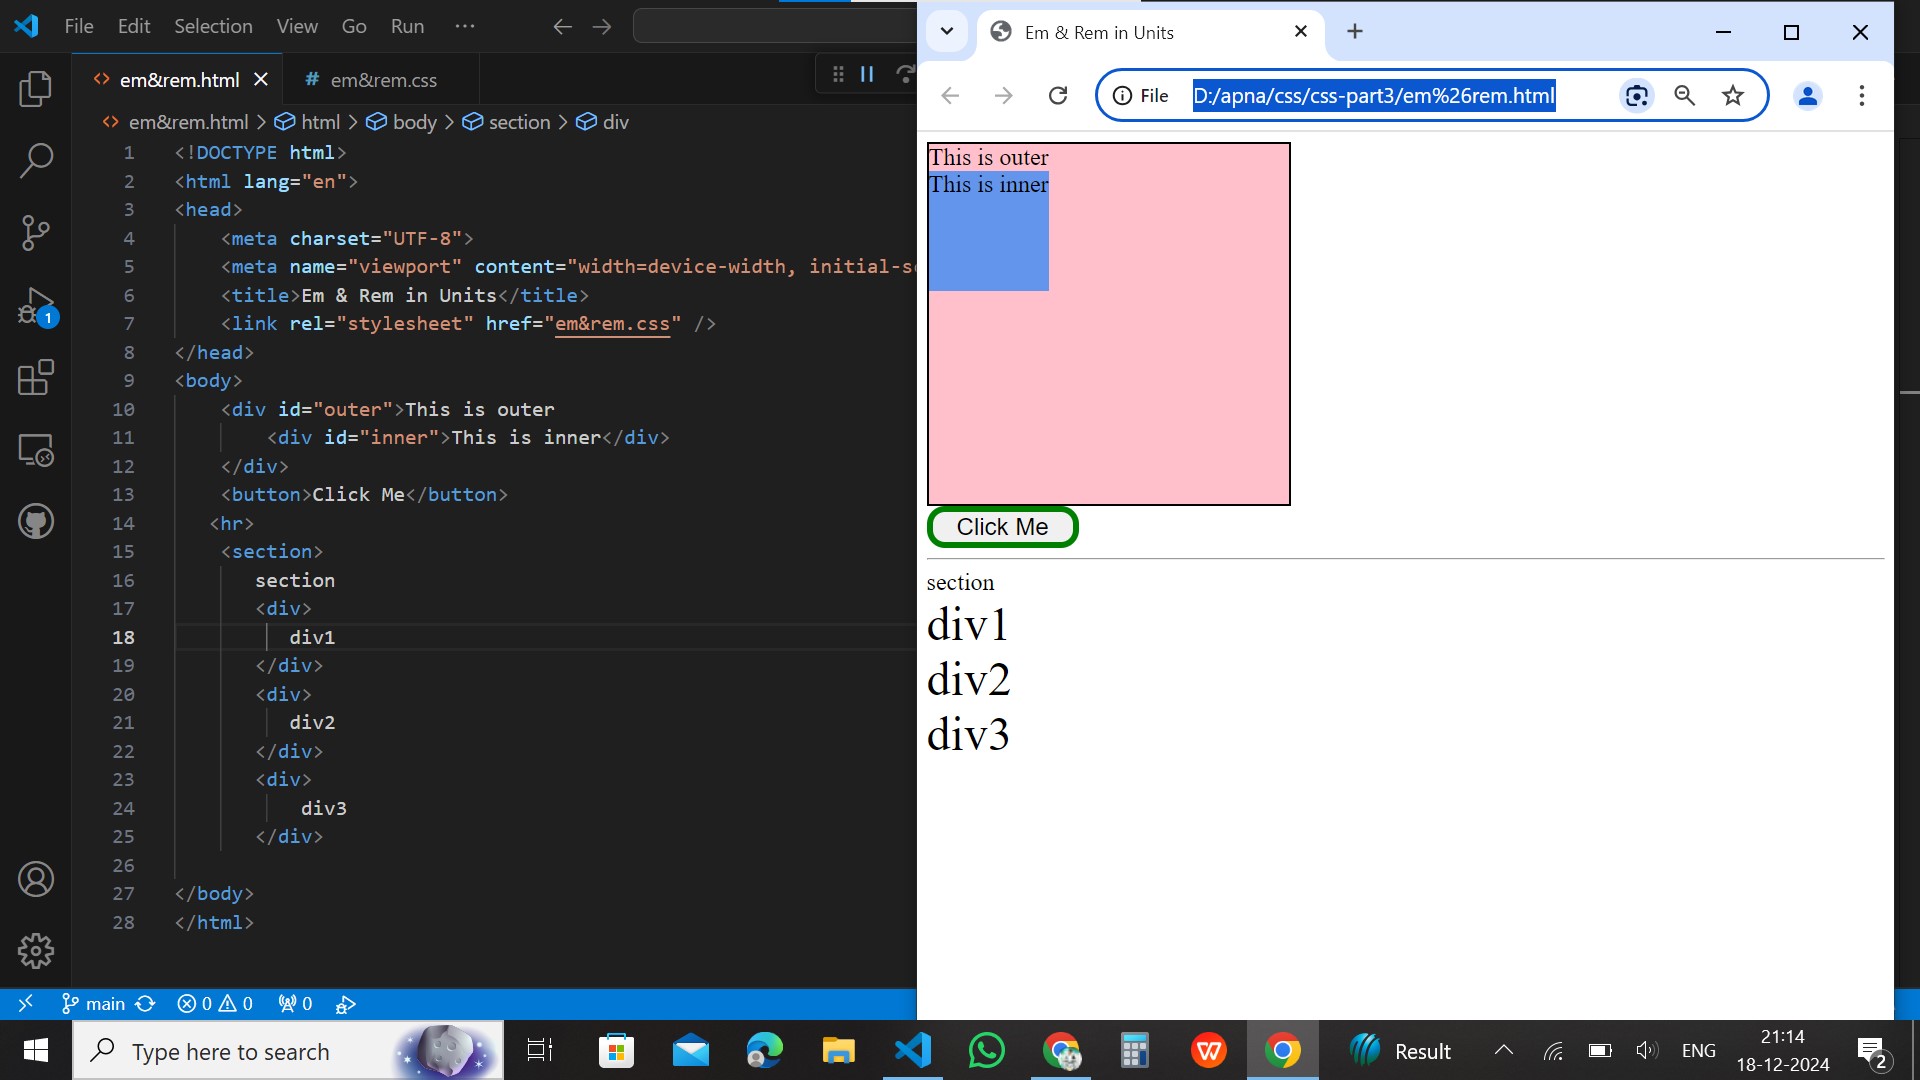 File Edit Selection View Go Run ···
em&rem.html
# em&rem.css
em&rem.html > html > body > section > div
1 <!DOCTYPE html>
2 <html lang="en">
3 <head>
4 <meta charset="UTF-8">
5 <meta name="viewport" content="width=device-width, initial-s
6 <title>Em & Rem in Units</title>
7 <link rel="stylesheet" href="em&rem.css" />
8 </head>
9 <body>
10 <div id="outer">This is outer
11 <div id="inner">This is inner</div>
12 </div>
13 <button>Click Me</button>
14 <hr>
15 <section>
16 section
17 <div>
18 div1
19 </div>
20 <div>
21 div2
22 </div>
23 <div>
24 div3
25 </div>
26
27 </body>
28 </html>
1
main 0 0 0
Em & Rem in Units
File D:/apna/css/css-part3/em%26rem.html
This is outer
This is inner
Click Me
section
div1
div2
div3
Type here to search
W
Result
ENG
21:14
18-12-2024
2